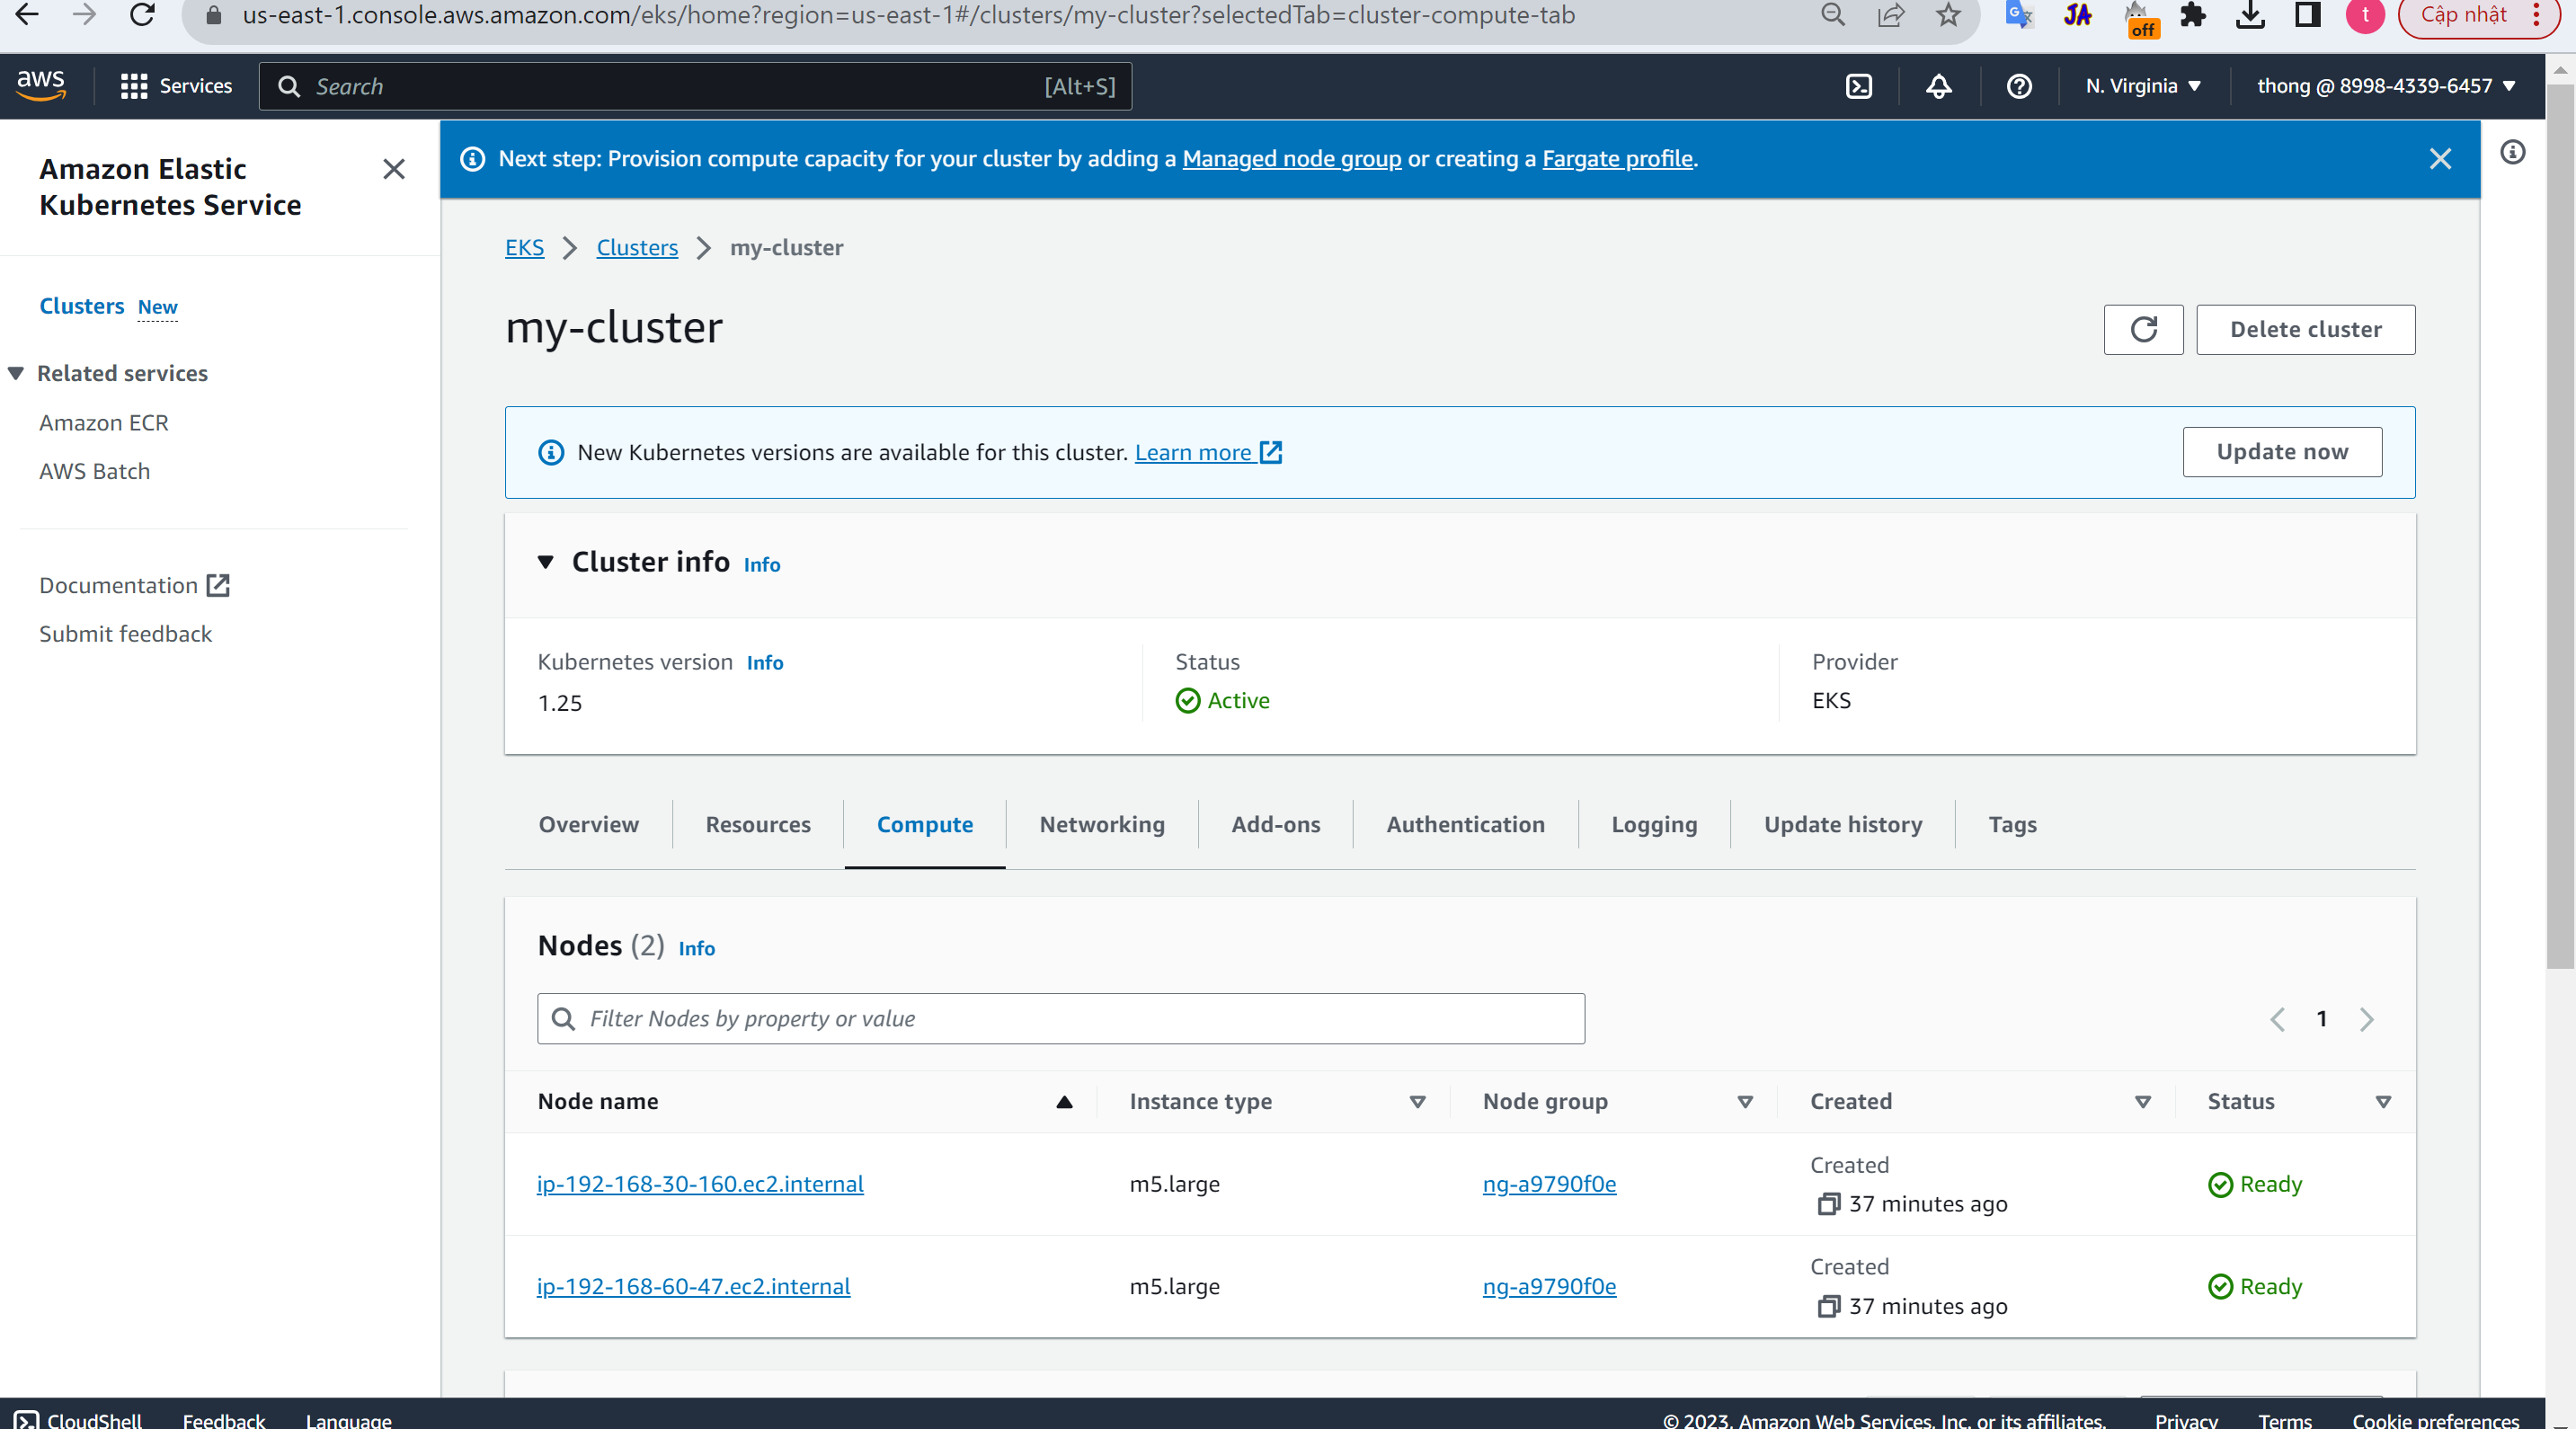 us-east-1.console.aws.amazon.com/eks/home?region=us-east-1#/clusters/my-cluster?selectedTab=cluster-compute-tab
JA
off
t
Cập nhật
aws
Services
Search
[Alt+S]
N. Virginia
thong @ 8998-4339-6457
Amazon Elastic
Kubernetes Service
Clusters New
Related services
Amazon ECR
AWS Batch
Documentation
Submit feedback
Next step: Provision compute capacity for your cluster by adding a Managed node group or creating a Fargate profile.
EKS
Clusters
my-cluster
my-cluster
Delete cluster
New Kubernetes versions are available for this cluster. Learn more
Update now
Cluster info Info
Kubernetes version Info
1.25
Status
Active
Provider
EKS
Overview
Resources
Compute
Networking
Add-ons
Authentication
Logging
Update history
Tags
Nodes (2) Info
Filter Nodes by property or value
1
Node name
Instance type
Node group
Created
Status
ip-192-168-30-160.ec2.internal
m5.large
ng-a9790f0e
Created
37 minutes ago
Ready
ip-192-168-60-47.ec2.internal
m5.large
ng-a9790f0e
Created
37 minutes ago
Ready
CloudShell
Feedback
Language
© 2023, Amazon Web Services, Inc. or its affiliates.
Privacy
Terms
Cookie preferences